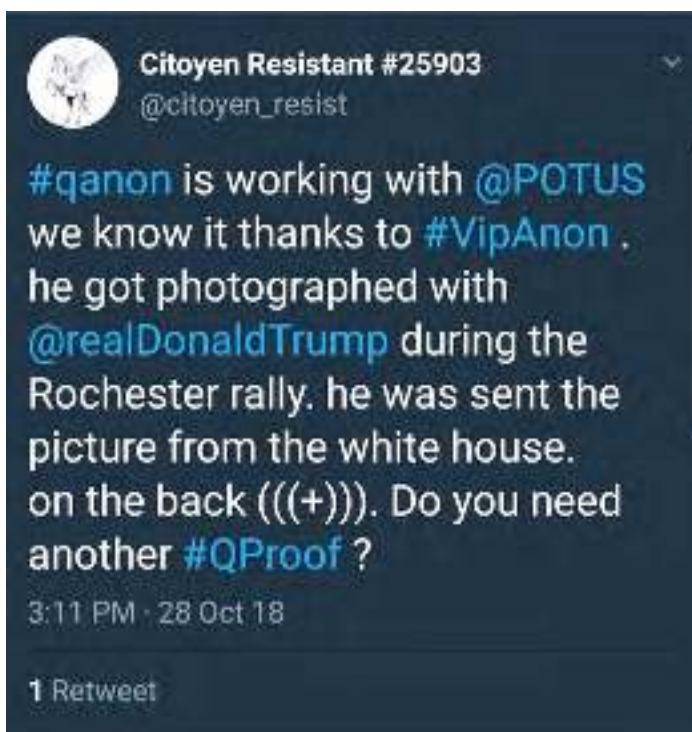 Citoyen Resistant #25903
@citoyen_resist
#qanon is working with @POTUS
we know it thanks to #VipAnon .
he got photographed with
@realDonaldTrump during the
Rochester rally. he was sent the
picture from the white house.
on the back (((+))). Do you need
another #QProof ?
3:11 PM · 28 Oct 18
1 Retweet